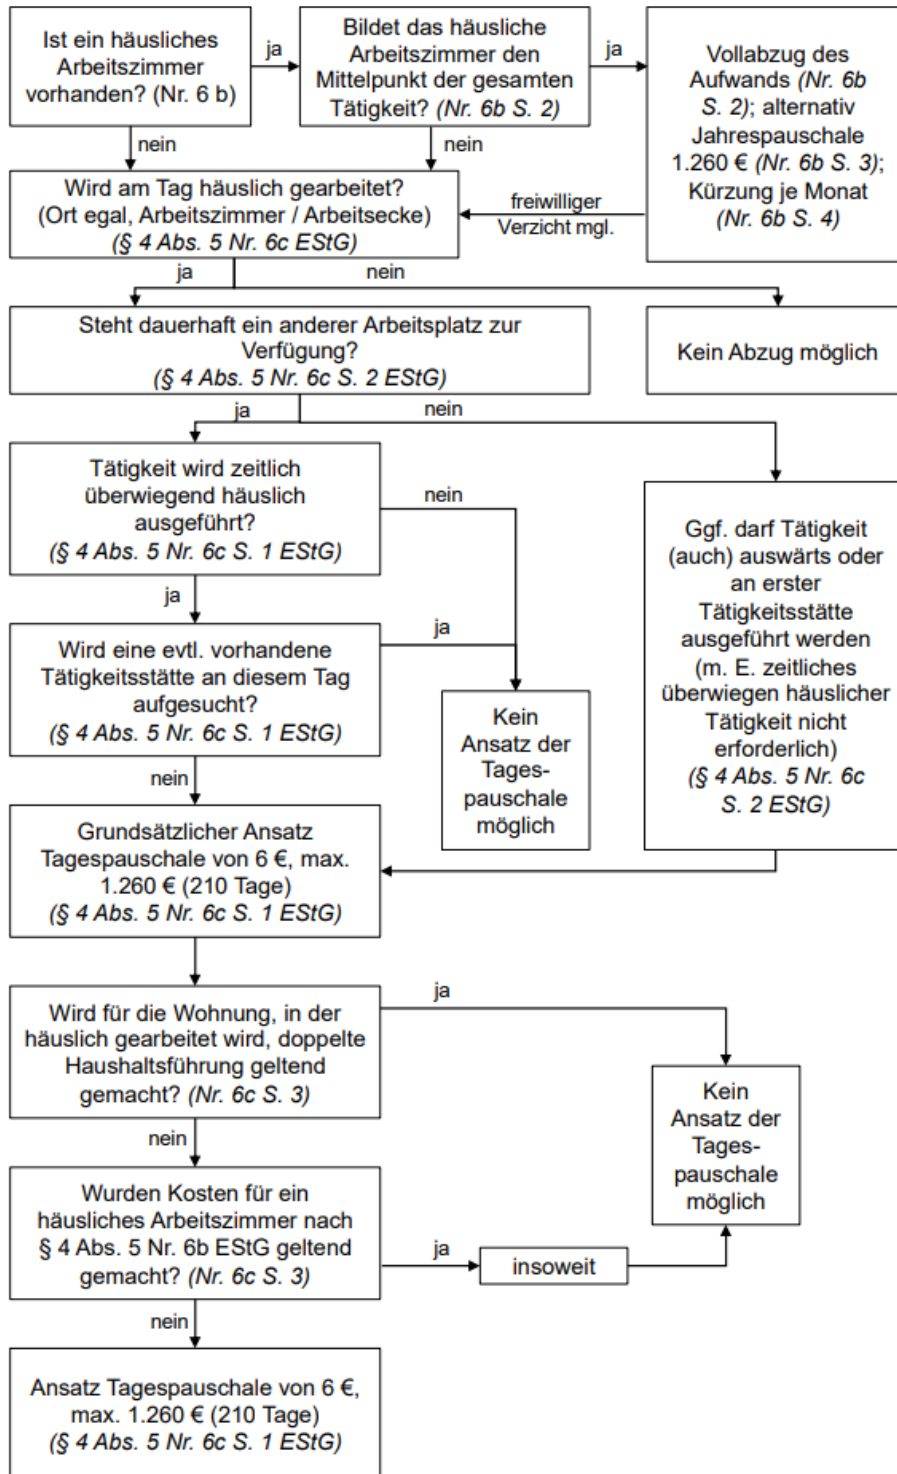 Ist ein häusliches
Arbeitszimmer
vorhanden? (Nr. 6 b)
ja
Bildet das häusliche
Arbeitszimmer den
Mittelpunkt der gesamten
Tätigkeit? (Nr. 6b S. 2)
ja
Vollabzug des
Aufwands (Nr. 6b
S. 2); alternativ
Jahrespauschale
1.260 € (Nr. 6b S. 3);
Kürzung je Monat
(Nr. 6b S. 4)
nein
nein
Wird am Tag häuslich gearbeitet?
(Ort egal, Arbeitszimmer / Arbeitsecke)
(§ 4 Abs. 5 Nr. 6c EStG)
freiwilliger
Verzicht mgl.
ja
nein
Steht dauerhaft ein anderer Arbeitsplatz zur
Verfügung?
(§ 4 Abs. 5 Nr. 6c S. 2 EStG)
Kein Abzug möglich
ja
nein
Tätigkeit wird zeitlich
überwiegend häuslich
ausgeführt?
(§ 4 Abs. 5 Nr. 6c S. 1 EStG)
nein
Ggf. darf Tätigkeit
(auch) auswärts oder
an erster
Tätigkeitsstätte
ausgeführt werden
(m. E. zeitliches
überwiegen häuslicher
Tätigkeit nicht
erforderlich)
(§ 4 Abs. 5 Nr. 6c
S. 2 EStG)
ja
Wird eine evtl. vorhandene
Tätigkeitsstätte an diesem Tag
aufgesucht?
(§ 4 Abs. 5 Nr. 6c S. 1 EStG)
ja
Kein
Ansatz der
Tages-
pauschale
möglich
nein
Grundsätzlicher Ansatz
Tagespauschale von 6 €, max.
1.260 € (210 Tage)
(§ 4 Abs. 5 Nr. 6c S. 1 EStG)
Wird für die Wohnung, in der
häuslich gearbeitet wird, doppelte
Haushaltsführung geltend
gemacht? (Nr. 6c S. 3)
ja
Kein
Ansatz der
Tages-
pauschale
möglich
nein
Wurden Kosten für ein
häusliches Arbeitszimmer nach
§ 4 Abs. 5 Nr. 6b EStG geltend
gemacht? (Nr. 6c S. 3)
ja
insoweit
nein
Ansatz Tagespauschale von 6 €,
max. 1.260 € (210 Tage)
(§ 4 Abs. 5 Nr. 6c S. 1 EStG)